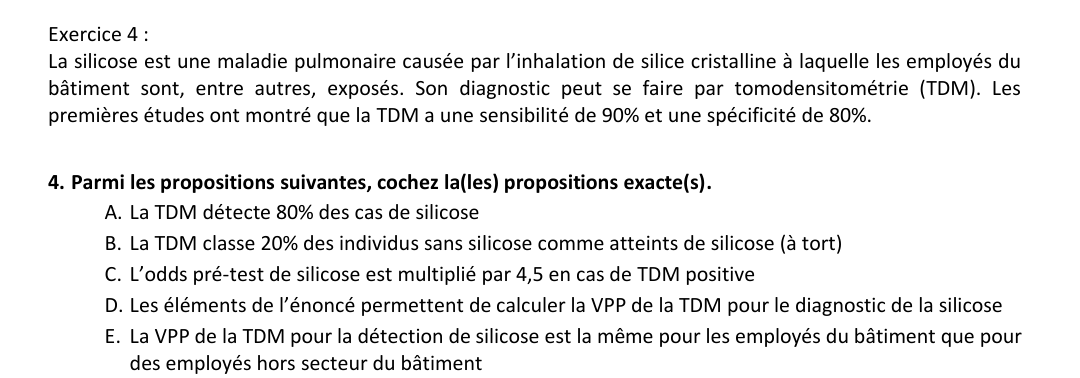 Exercice 4 :
La silicose est une maladie pulmonaire causée par l’inhalation de silice cristalline à laquelle les employés du
bâtiment sont, entre autres, exposés. Son diagnostic peut se faire par tomodensitométrie (TDM). Les
premières études ont montré que la TDM a une sensibilité de 90% et une spécificité de 80%.
4. Parmi les propositions suivantes, cochez la(les) propositions exacte(s).
A. La TDM détecte 80% des cas de silicose
B. La TDM classe 20% des individus sans silicose comme atteints de silicose (à tort)
C. L’odds pré-test de silicose est multiplié par 4,5 en cas de TDM positive
D. Les éléments de l’énoncé permettent de calculer la VPP de la TDM pour le diagnostic de la silicose
E. La VPP de la TDM pour la détection de silicose est la même pour les employés du bâtiment que pour
des employés hors secteur du bâtiment